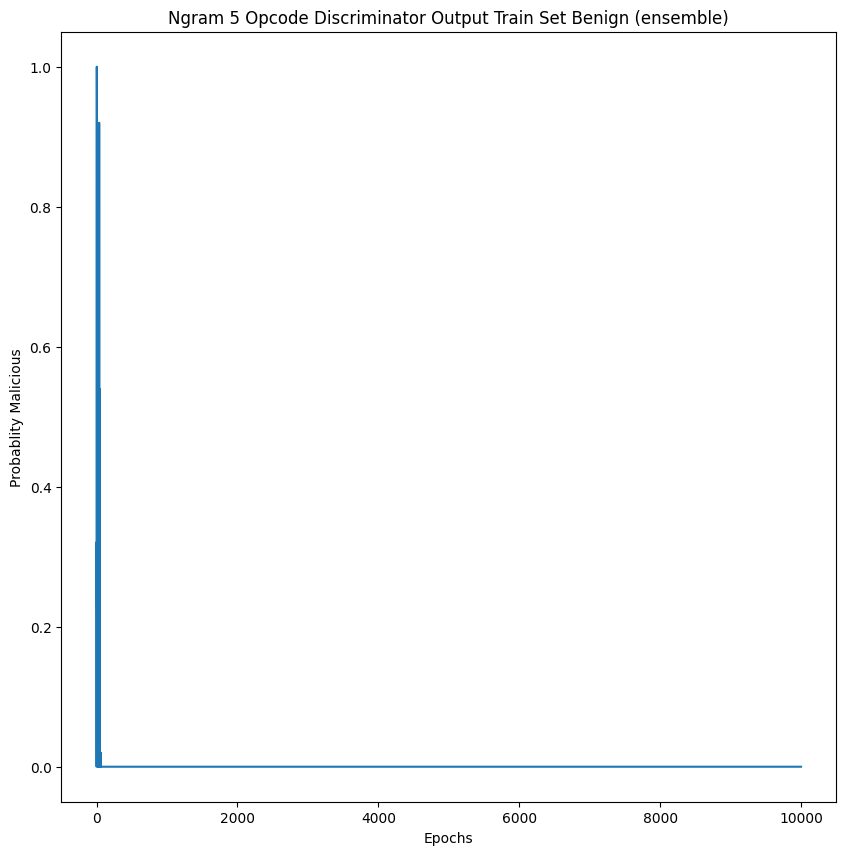 Ngram 5 Opcode Discriminator Output Train Set Benign (ensemble)
1.0
0.8
0.6
0.4
0.2
0.0
Probablity Malicious
0 2000 4000 6000 8000 10000
Epochs